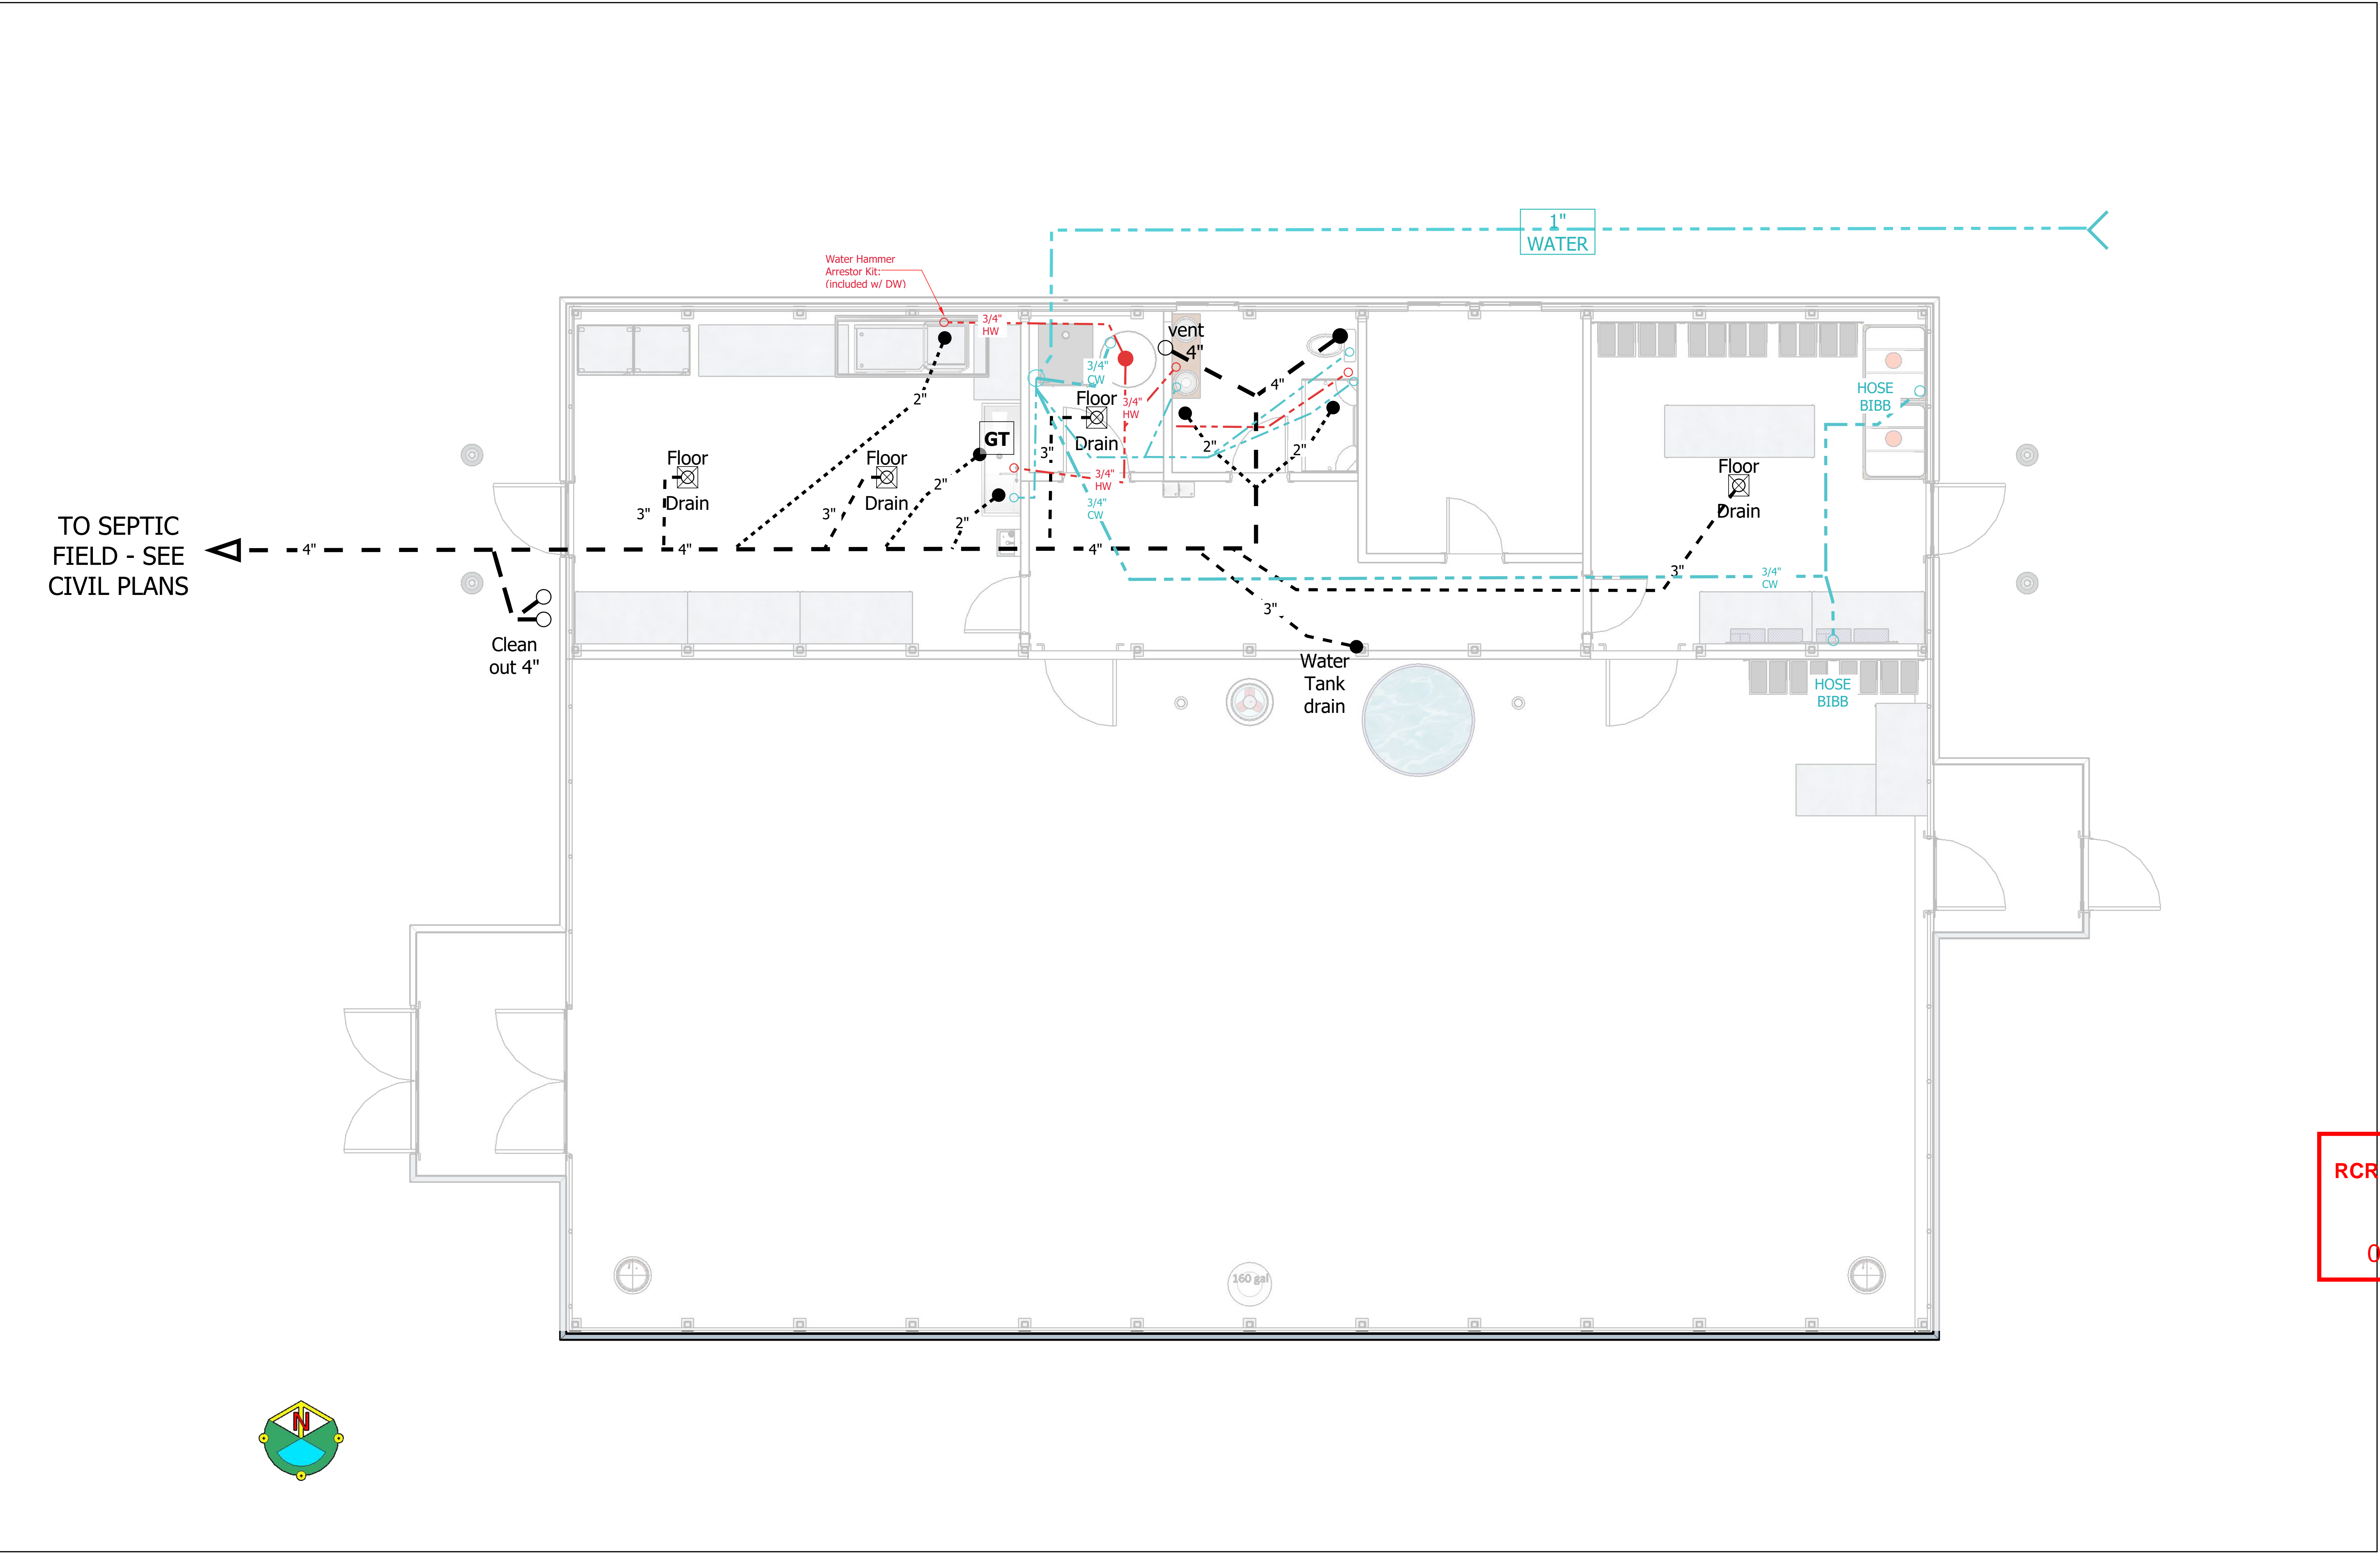 1"
WATER
Water Hammer
Arrestor Kit:
(included w/ DW)
3/4"
HW
vent
4"
3/4"
CW
4"
HOSE
BIBB
2"
Floor
Drain
3/4"
HW
GT
2"
2"
3"
Floor
Drain
Floor
Drain
Floor
Drain
3/4"
HW
2"
3/4"
CW
3"
3"
2"
TO SEPTIC
FIELD - SEE
CIVIL PLANS
4"
4"
4"
3"
3/4"
CW
3"
Clean
out 4"
Water
Tank
drain
HOSE
BIBB
RCR
0
160 gal
N